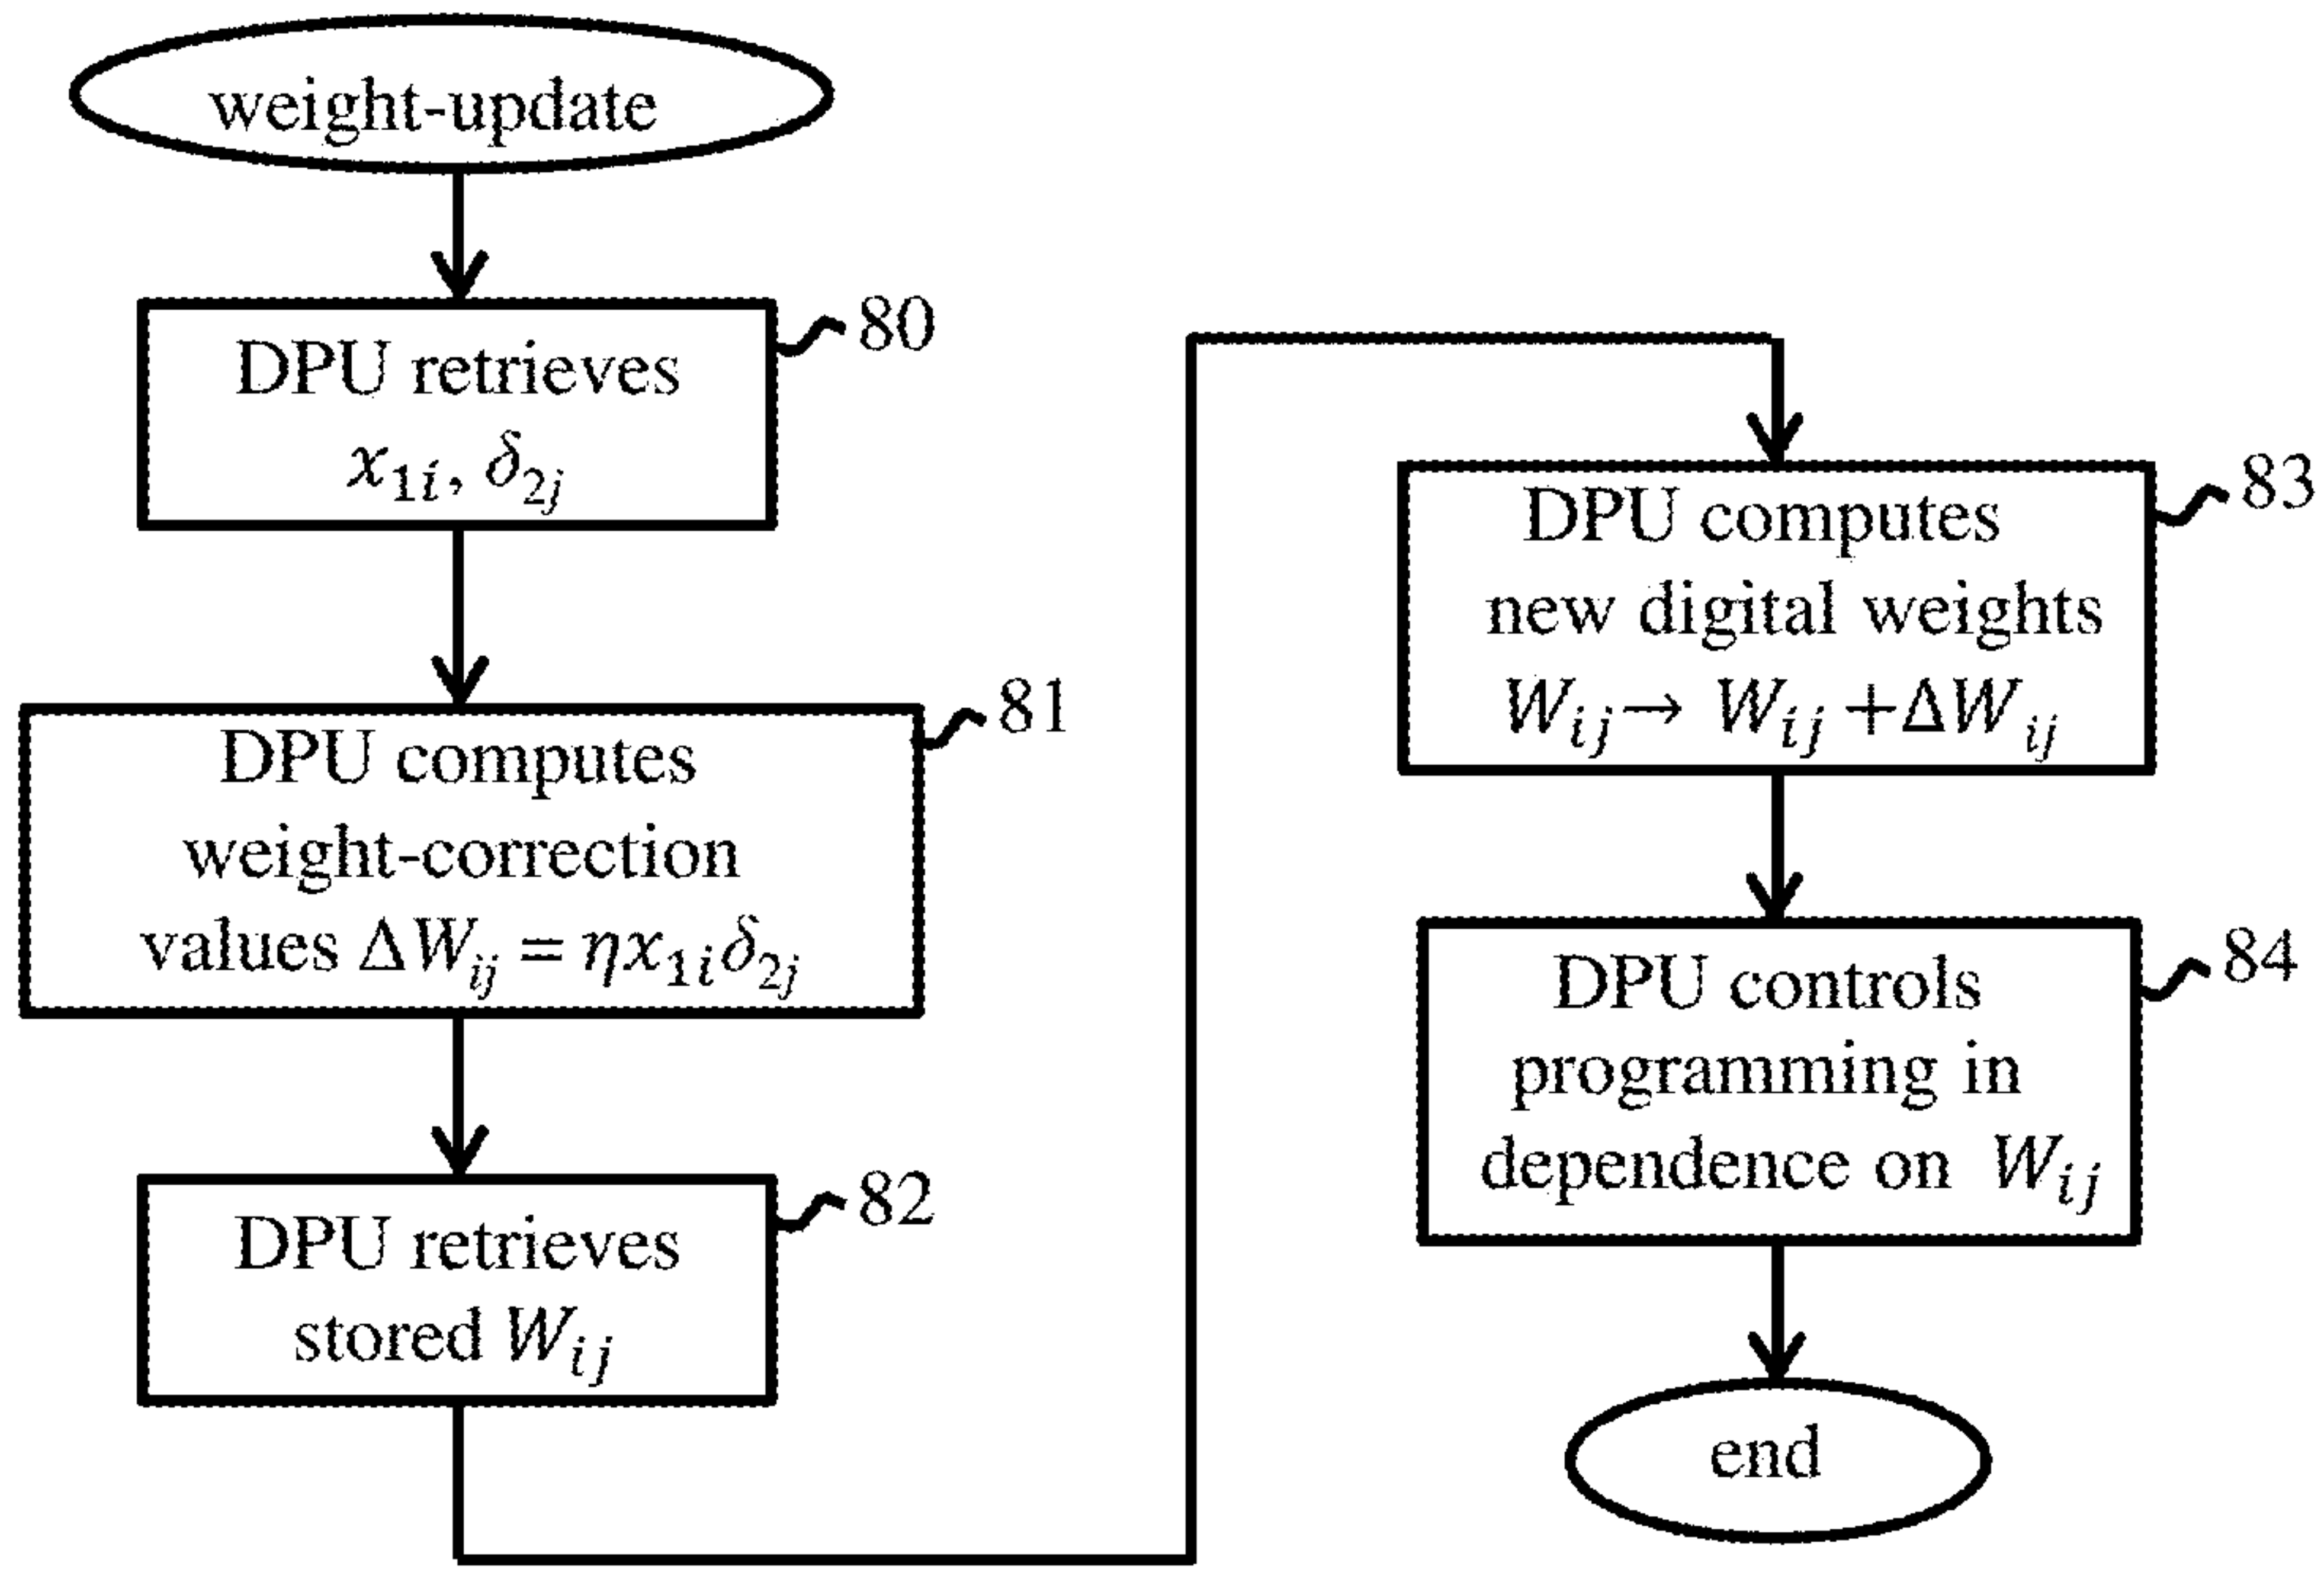 weight-update
80
DPU retrieves
x₁ᵢ, δ₂ⱼ
81
DPU computes
weight-correction
values ΔWᵢⱼ = ηx₁ᵢδ₂ⱼ
82
DPU retrieves
stored Wᵢⱼ
83
DPU computes
new digital weights
Wᵢⱼ → Wᵢⱼ + ΔWᵢⱼ
84
DPU controls
programming in
dependence on Wᵢⱼ
end